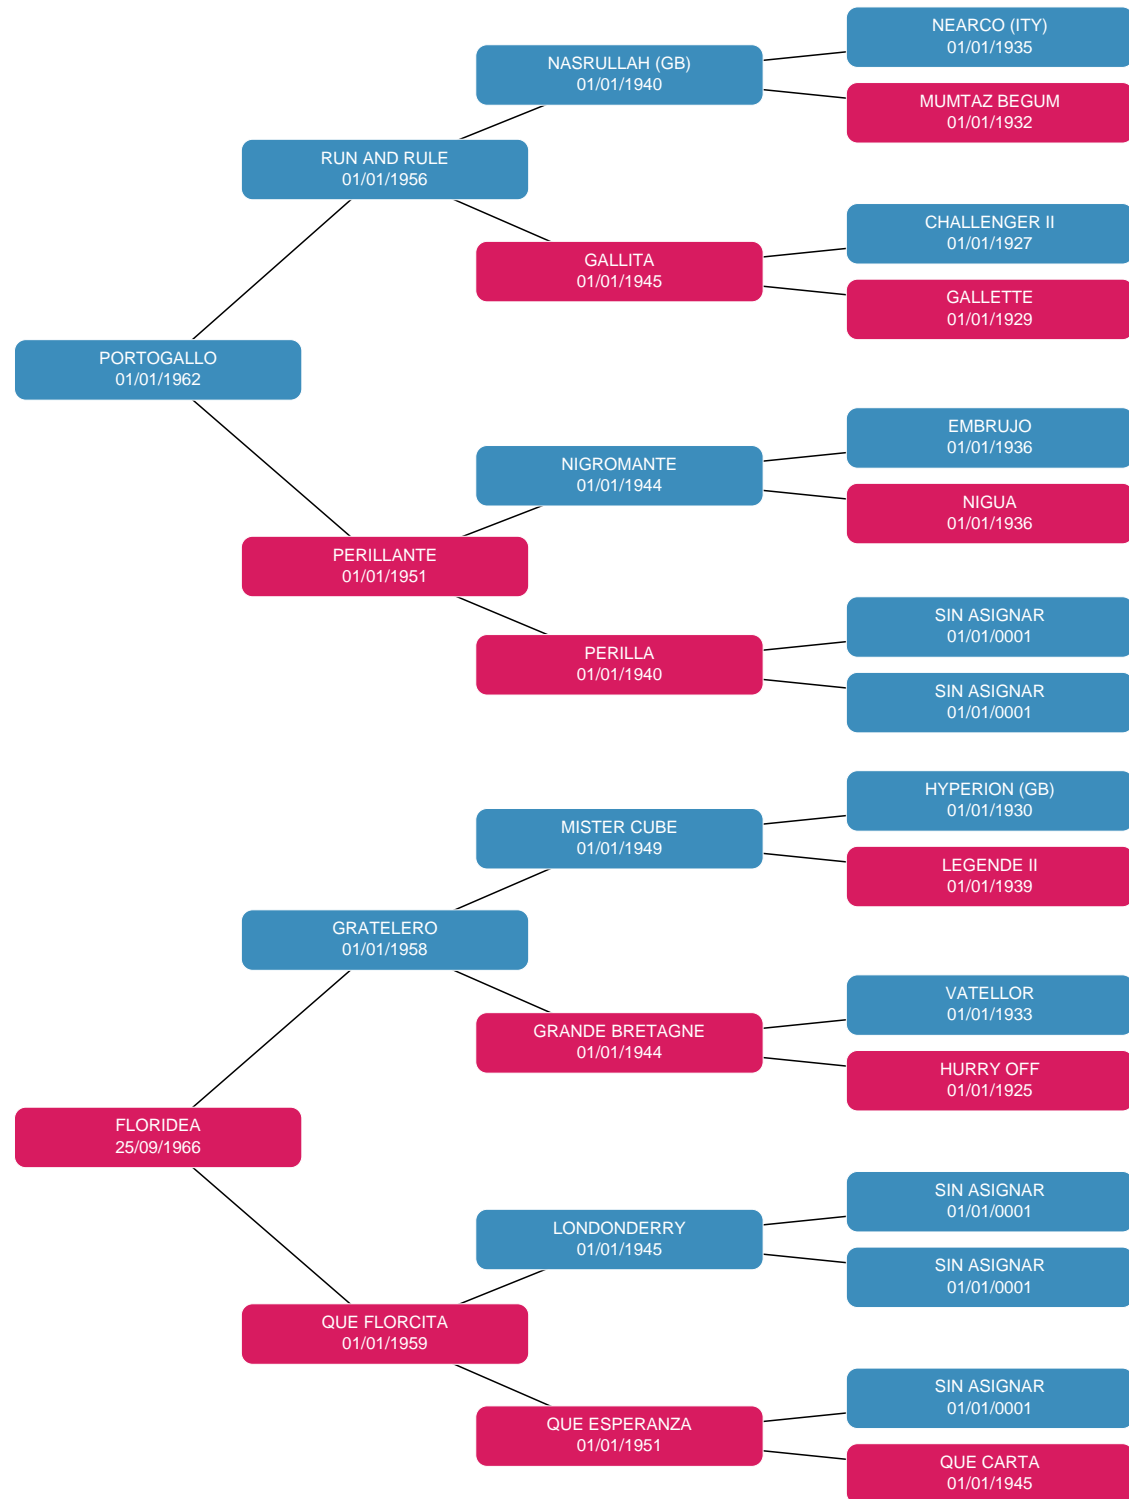 NEARCO (ITY)
01/01/1935
NASRULLAH (GB)
01/01/1940
MUMTAZ BEGUM
01/01/1932
RUN AND RULE
01/01/1956
CHALLENGER II
01/01/1927
GALLITA
01/01/1945
GALLETTE
01/01/1929
PORTOGALLO
01/01/1962
EMBRUJO
01/01/1936
NIGROMANTE
01/01/1944
NIGUA
01/01/1936
PERILLANTE
01/01/1951
SIN ASIGNAR
01/01/0001
PERILLA
01/01/1940
SIN ASIGNAR
01/01/0001
HYPERION (GB)
01/01/1930
MISTER CUBE
01/01/1949
LEGENDE II
01/01/1939
GRATELERO
01/01/1958
VATELLOR
01/01/1933
GRANDE BRETAGNE
01/01/1944
HURRY OFF
01/01/1925
FLORIDEA
25/09/1966
SIN ASIGNAR
01/01/0001
LONDONDERRY
01/01/1945
SIN ASIGNAR
01/01/0001
QUE FLORCITA
01/01/1959
SIN ASIGNAR
01/01/0001
QUE ESPERANZA
01/01/1951
QUE CARTA
01/01/1945